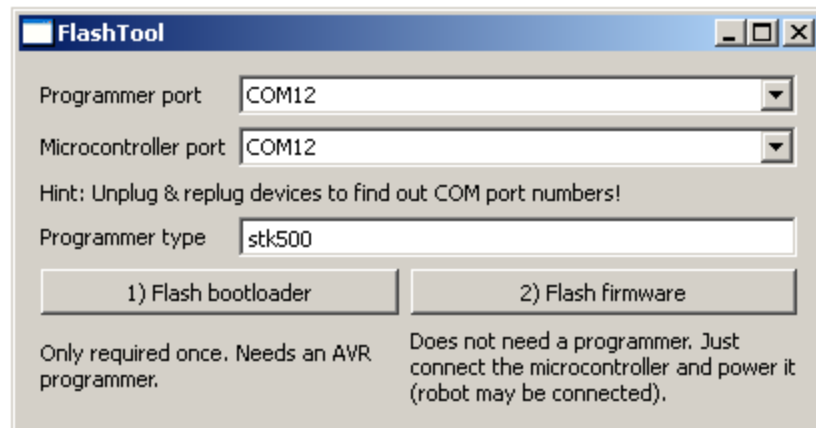 FlashTool
Programmer port COM12
Microcontroller port COM12
Hint: Unplug & replug devices to find out COM port numbers!
Programmer type stk500
1) Flash bootloader 2) Flash firmware
Only required once. Needs an AVR
programmer.
Does not need a programmer. Just
connect the microcontroller and power it
(robot may be connected).